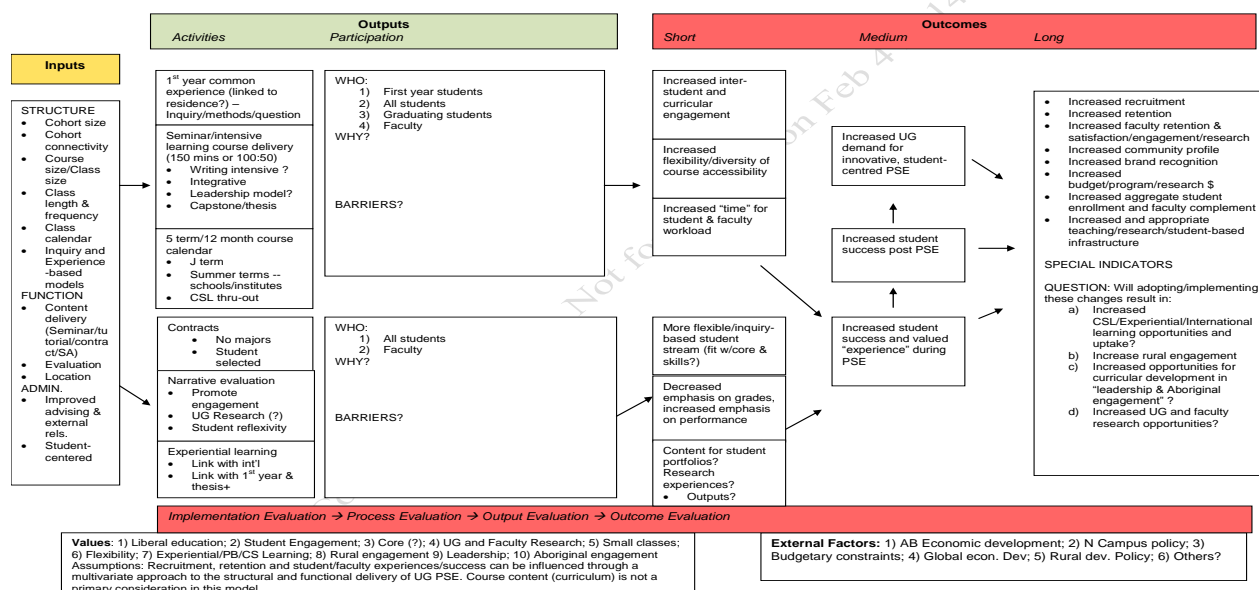 Outputs
Activities Participation
Outcomes
Short Medium Long
Inputs
STRUCTURE
• Cohort size
• Cohort
connectivity
• Course
size/Class
size
• Class
length &
frequency
• Class
calendar
• Inquiry and
Experience
-based
models
FUNCTION
• Content
delivery
(Seminar/tu
torial/contra
ct/SA)
• Evaluation
• Location
ADMIN.
• Improved
advising &
external
rels.
• Student-
centered
1st year common
experience (linked to
residence?) –
Inquiry/methods/question
Seminar/intensive
learning course delivery
(150 mins or 100:50)
• Writing intensive ?
• Integrative
• Leadership model?
• Capstone/thesis
5 term/12 month course
calendar
• J term
• Summer terms --
schools/institutes
• CSL thru-out
Contracts
• No majors
• Student
selected
Narrative evaluation
• Promote
engagement
• UG Research (?)
• Student reflexivity
Experiential learning
• Link with int'l
• Link with 1st year &
thesis+
WHO:
1) First year students
2) All students
3) Graduating students
4) Faculty
WHY?
BARRIERS?
WHO:
1) All students
2) Faculty
WHY?
BARRIERS?
Increased inter-
student and
curricular
engagement
Increased
flexibility/diversity of
course accessibility
Increased “time” for
student & faculty
workload
More flexible/inquiry-
based student
stream (fit w/core &
skills?)
Decreased
emphasis on grades,
increased emphasis
on performance
Content for student
portfolios?
Research
experiences?
• Outputs?
Increased UG
demand for
innovative, student-
centred PSE
Increased student
success post PSE
Increased student
success and valued
“experience” during
PSE
• Increased recruitment
• Increased retention
• Increased faculty retention &
satisfaction/engagement/research
• Increased community profile
• Increased brand recognition
• Increased
budget/program/research $
• Increased aggregate student
enrollment and faculty complement
• Increased and appropriate
teaching/research/student-based
infrastructure
SPECIAL INDICATORS
QUESTION: Will adopting/implementing
these changes result in:
a) Increased
CSL/Experiential/International
learning opportunities and
uptake?
b) Increase rural engagement
c) Increased opportunities for
curricular development in
“leadership & Aboriginal
engagement” ?
d) Increased UG and faculty
research opportunities?
Implementation Evaluation → Process Evaluation → Output Evaluation → Outcome Evaluation
Values: 1) Liberal education; 2) Student Engagement; 3) Core (?); 4) UG and Faculty Research; 5) Small classes;
6) Flexibility; 7) Experiential/PB/CS Learning; 8) Rural engagement 9) Leadership; 10) Aboriginal engagement
Assumptions: Recruitment, retention and student/faculty experiences/success can be influenced through a
multivariate approach to the structural and functional delivery of UG PSE. Course content (curriculum) is not a
primary consideration in this model
External Factors: 1) AB Economic development; 2) N Campus policy; 3)
Budgetary constraints; 4) Global econ. Dev; 5) Rural dev. Policy; 6) Others?
Not fo
on Feb 4